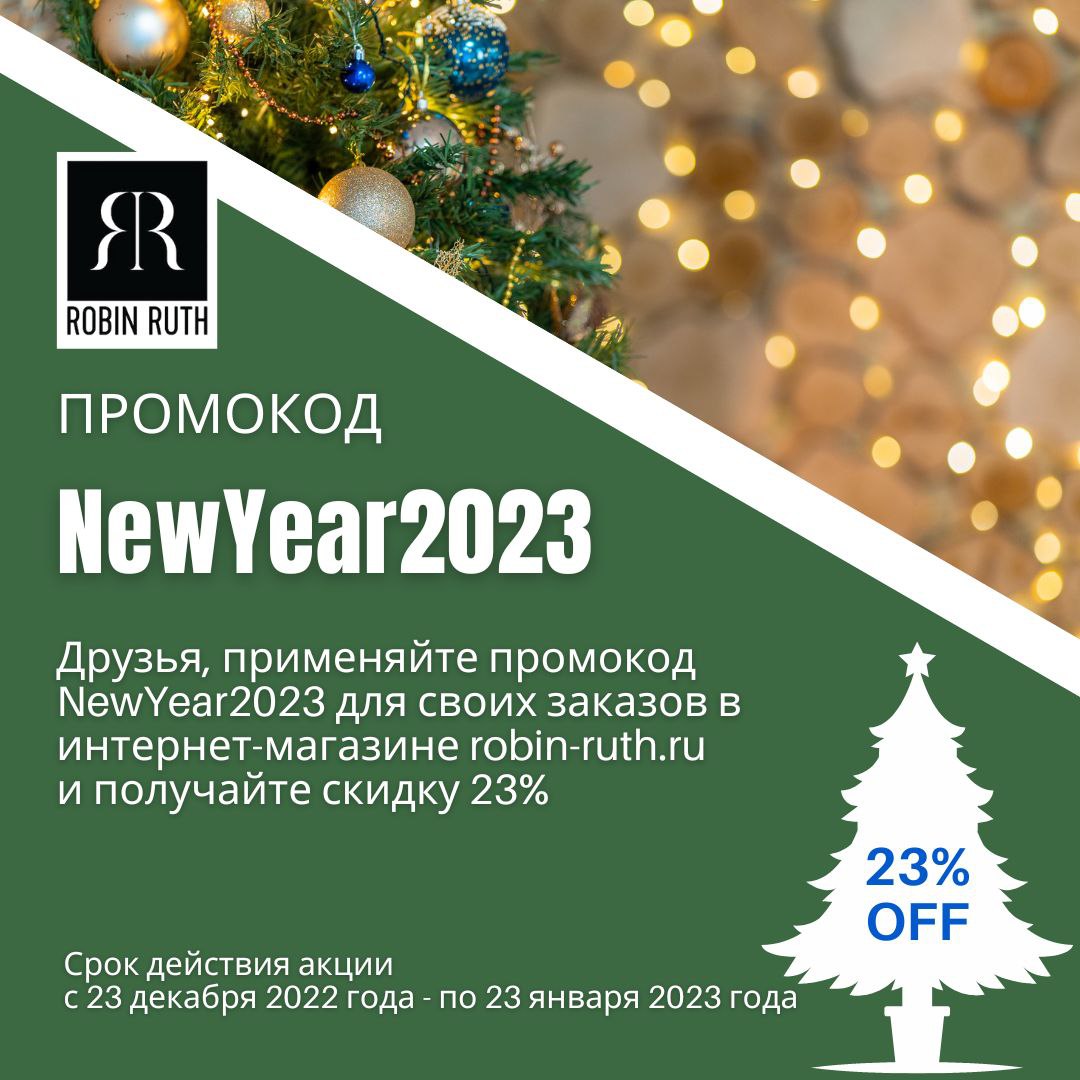 ROBIN RUTH
ПРОМОКОД
NewYear2023
Друзья, применяйте промокод
NewYear2023 для своих заказов в
интернет-магазине robin-ruth.ru
и получайте скидку 23%
23%
OFF
Срок действия акции
с 23 декабря 2022 года - по 23 января 2023 года